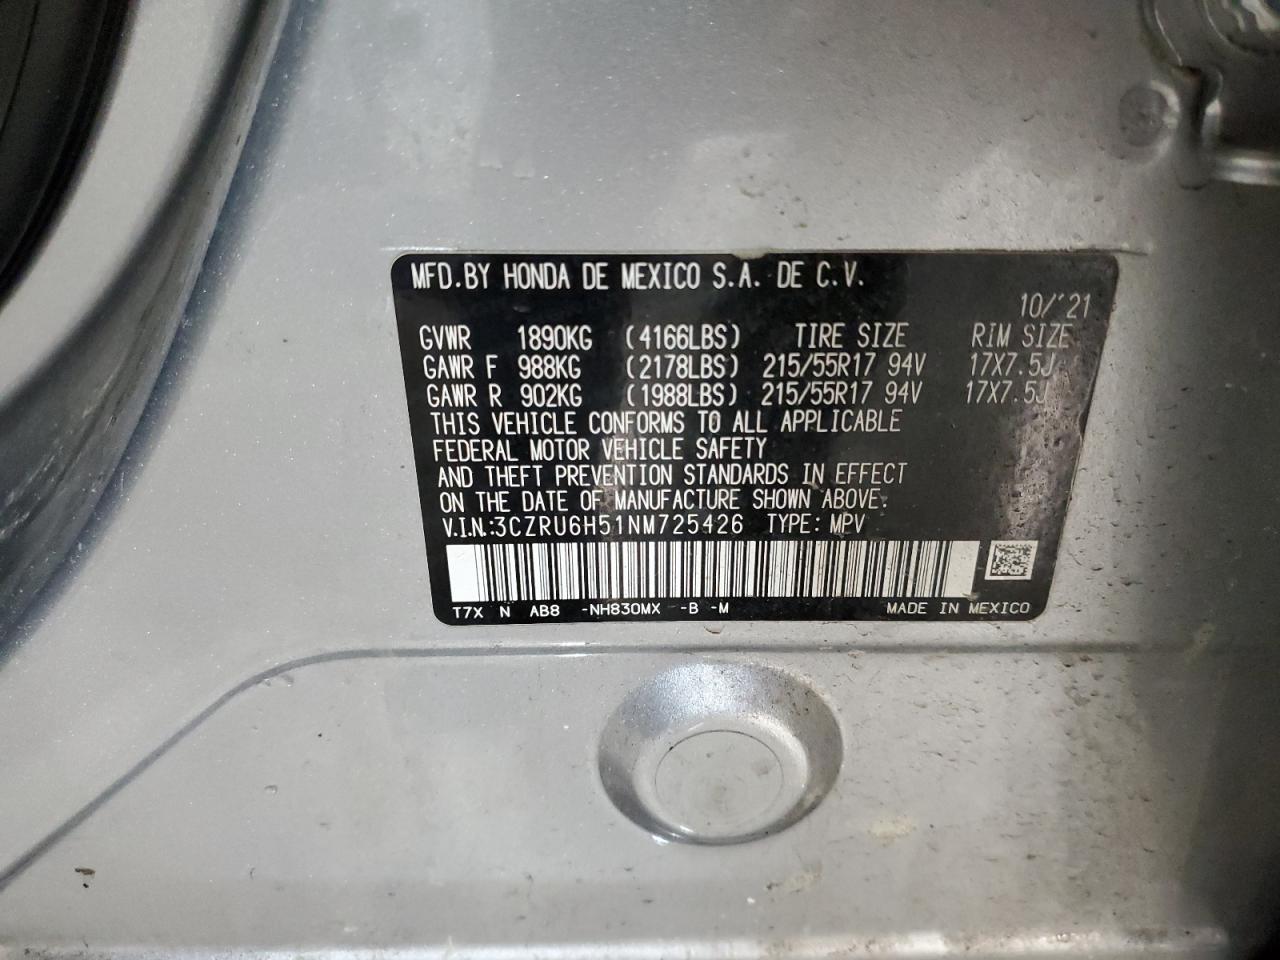 MFD.BY HONDA DE MEXICO S.A. DE C.V.
10/'21
GVWR 1890KG (4166LBS) TIRE SIZE RIM SIZE
GAWR F 988KG (2178LBS) 215/55R17 94V 17X7.5J
GAWR R 902KG (1988LBS) 215/55R17 94V 17X7.5J
THIS VEHICLE CONFORMS TO ALL APPLICABLE
FEDERAL MOTOR VEHICLE SAFETY
AND THEFT PREVENTION STANDARDS IN EFFECT
ON THE DATE OF MANUFACTURE SHOWN ABOVE.
V.I.N.:3CZRU6H51NM725426 TYPE: MPV
T7X N AB8 -NH830MX -B -M MADE IN MEXICO